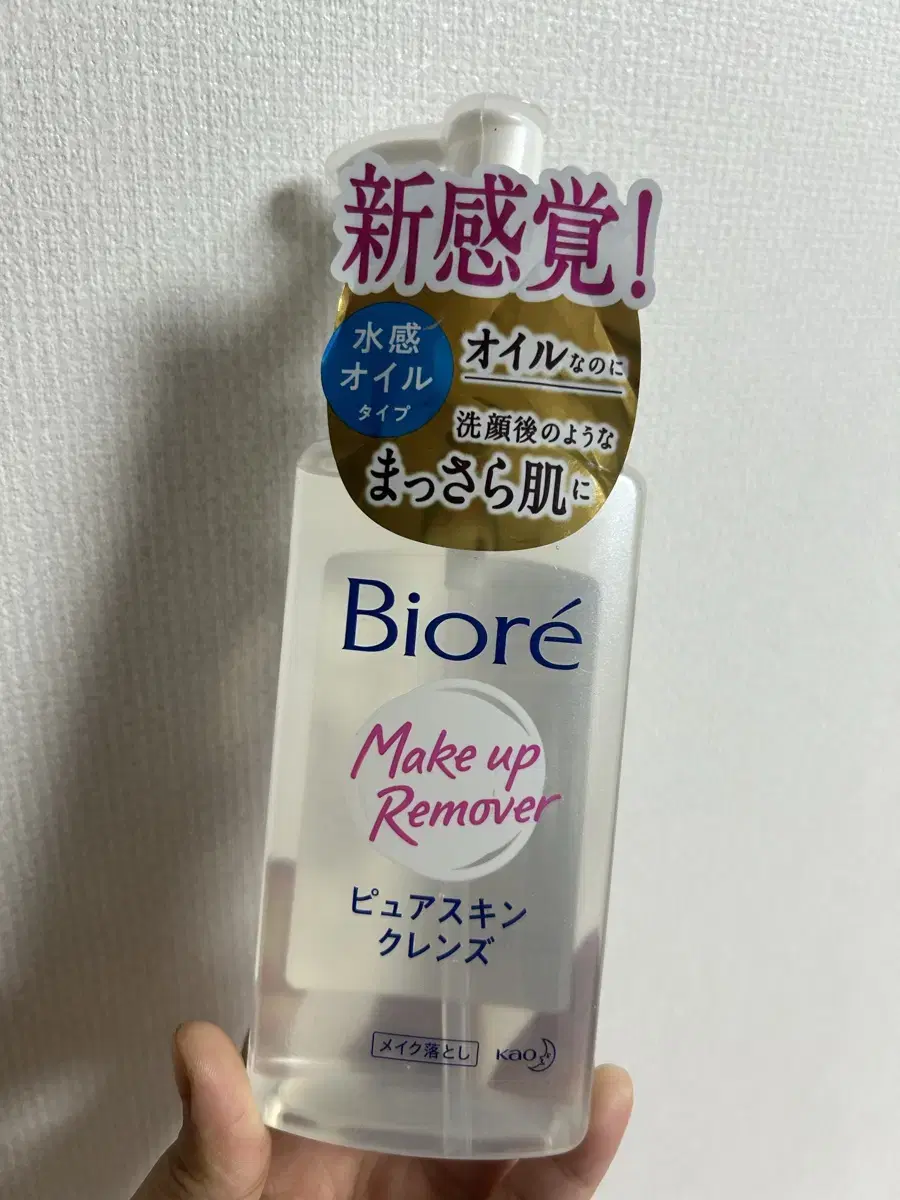 新感覚!
水感
オイル
タイプ
オイルなのに
洗顔後のような
まっさら肌に
Bioré
Make up
Remover
ピュアスキン
クレンズ
メイク落とし
Kao